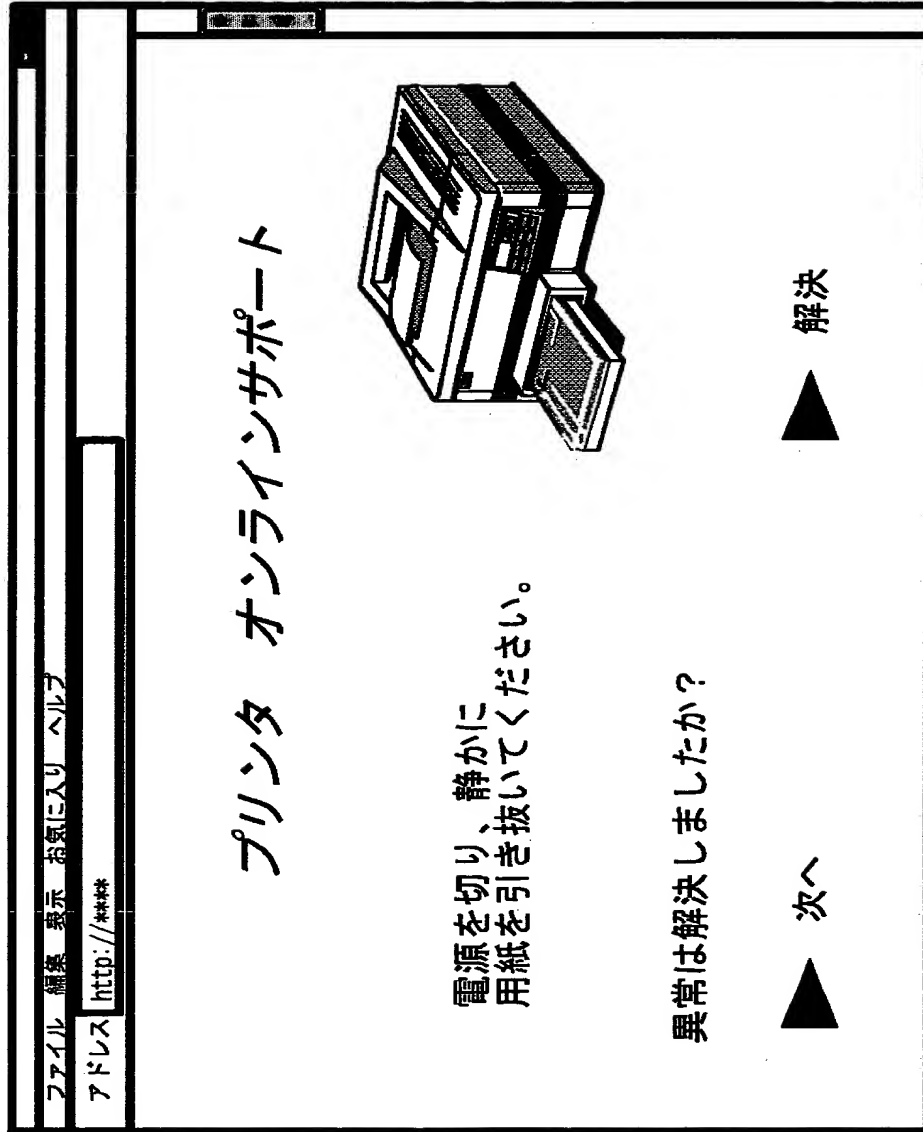 ファイル 編集 表示 お気に入り ヘルプ
アドレス http://****
プリンタ オンラインサポート
電源を切り、静かに
用紙を引き抜いてください。
異常は解決しましたか？
次へ 解決